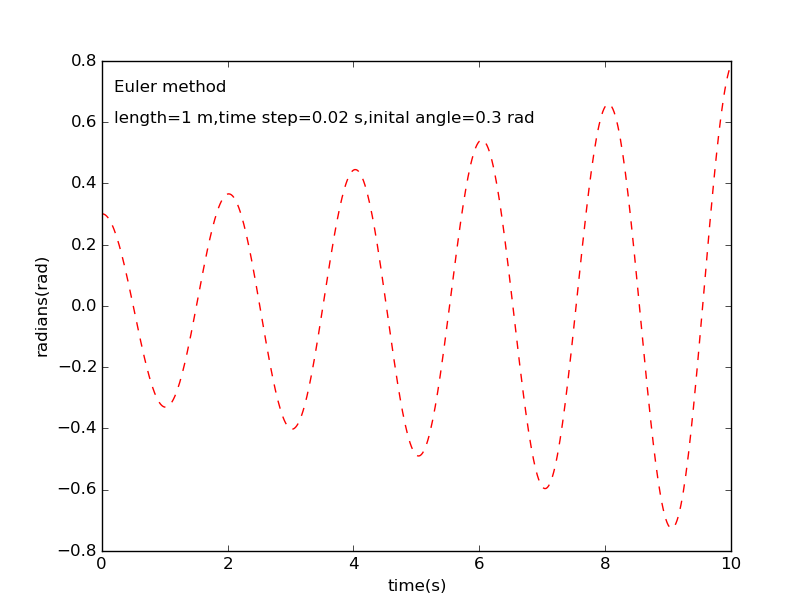 0.8
Euler method
length=1 m,time step=0.02 s,inital angle=0.3 rad
0.6
0.4
0.2
0.0
−0.2
−0.4
−0.6
−0.8
radians(rad)
0 2 4 6 8 10
time(s)